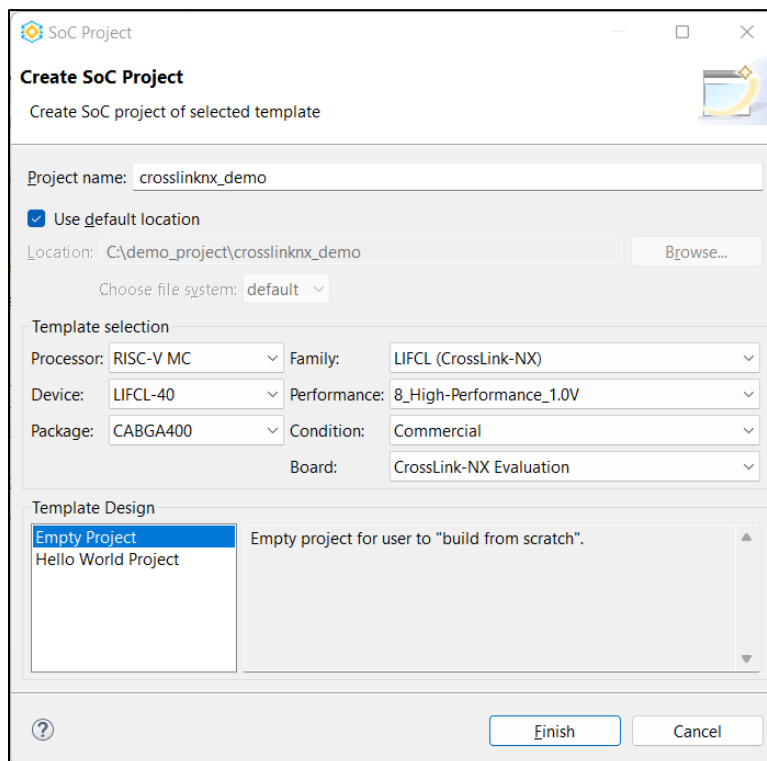 SoC Project
Create SoC Project
Create SoC project of selected template
Project name: crosslinknx_demo
Use default location
Location: C:\demo_project\crosslinknx_demo Browse...
Choose file system: default
Template selection
Processor: RISC-V MC Family: LIFCL (CrossLink-NX)
Device: LIFCL-40 Performance: 8_High-Performance_1.0V
Package: CABGA400 Condition: Commercial
Board: CrossLink-NX Evaluation
Template Design
Empty Project Empty project for user to "build from scratch".
Hello World Project
? Finish Cancel